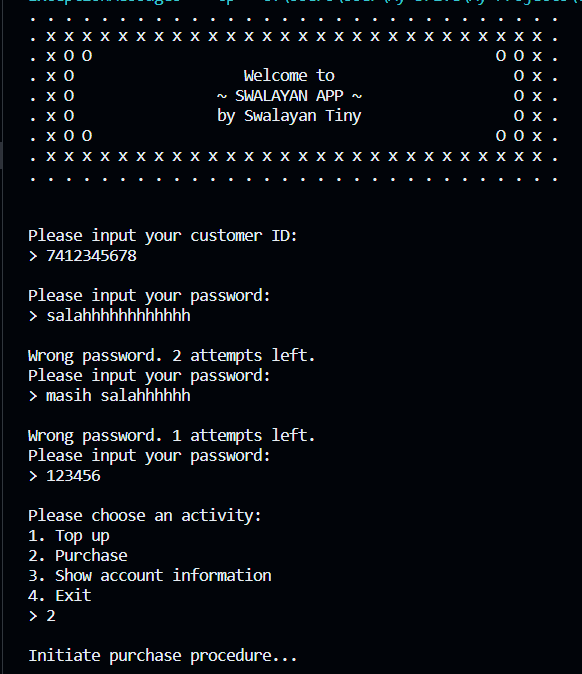 . . . . . . . . . . . . . . . . . . . . . . . . . . . . . .
. x x x x x x x x x x x x x x x x x x x x x x x x x x x x .
. x O O                                             O O x .
. x O                   Welcome to                    O x .
. x O                ~ SWALAYAN APP ~                 O x .
. x O                by Swalayan Tiny                 O x .
. x O O                                             O O x .
. x x x x x x x x x x x x x x x x x x x x x x x x x x x x .
. . . . . . . . . . . . . . . . . . . . . . . . . . . . . .
Please input your customer ID:
> 7412345678
Please input your password:
> salahhhhhhhhhhhh
Wrong password. 2 attempts left.
Please input your password:
> masih salahhhhhh
Wrong password. 1 attempts left.
Please input your password:
> 123456
Please choose an activity:
1. Top up
2. Purchase
3. Show account information
4. Exit
> 2
Initiate purchase procedure...